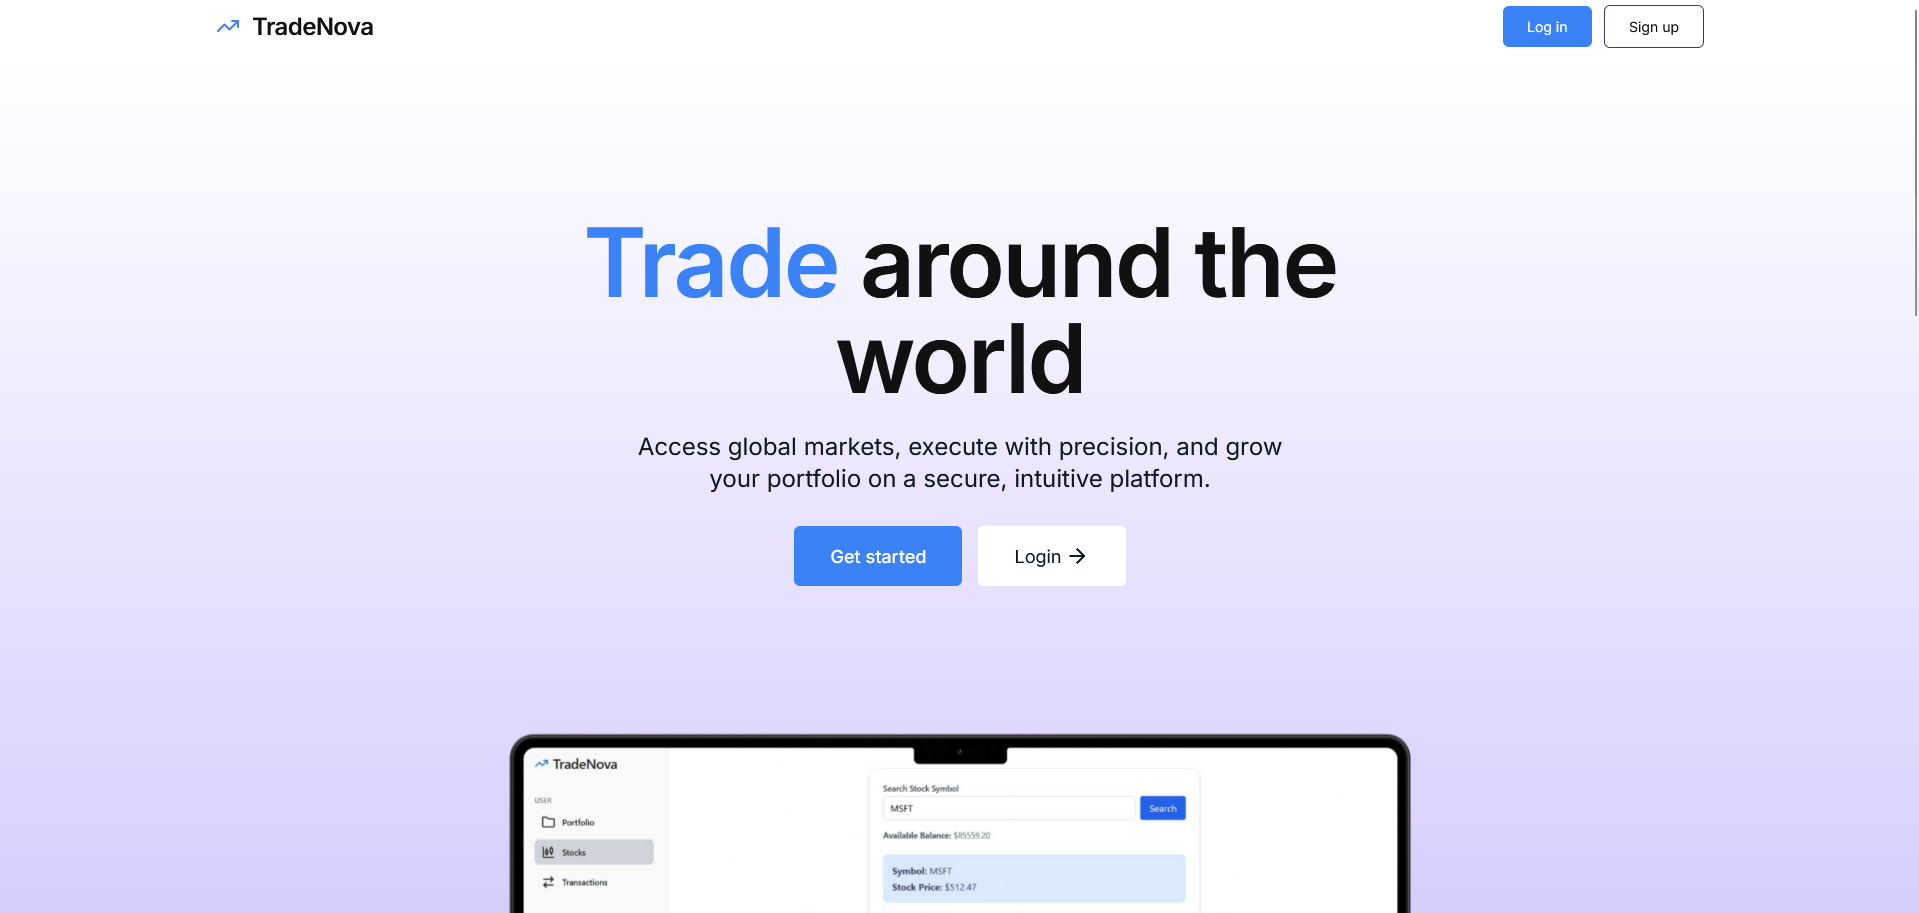 TradeNova
Log in
Sign up
Trade around the
world
Access global markets, execute with precision, and grow
your portfolio on a secure, intuitive platform.
Get started
Login
TradeNova
USER
Portfolio
Stocks
Transactions
Search Stock Symbol
MSFT
Search
Available Balance: $85559.20
Symbol: MSFT
Stock Price: $512.47